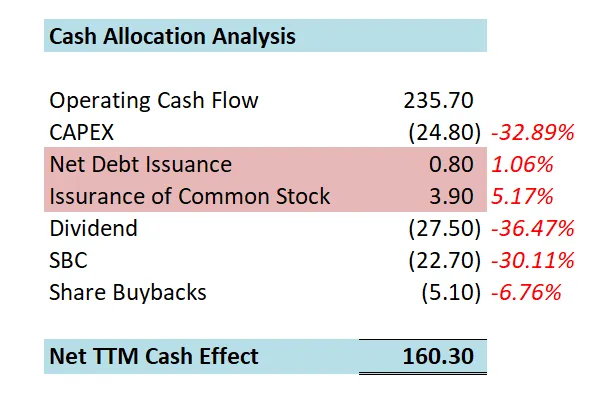 Cash Allocation Analysis
Operating Cash Flow 235.70
CAPEX (24.80) -32.89%
Net Debt Issuance 0.80 1.06%
Issurance of Common Stock 3.90 5.17%
Dividend (27.50) -36.47%
SBC (22.70) -30.11%
Share Buybacks (5.10) -6.76%
Net TTM Cash Effect 160.30